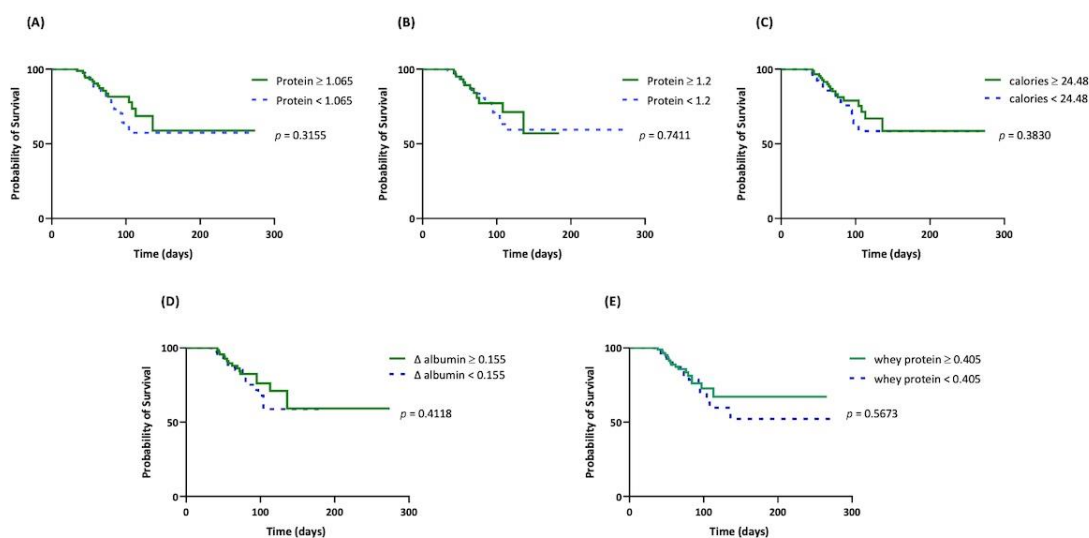 (A)
Probability of Survival
100
50
0
0 100 200 300
Time (days)
Protein ≥ 1.065
Protein < 1.065
p = 0.3155
(B)
Probability of Survival
100
50
0
0 100 200 300
Time (days)
Protein ≥ 1.2
Protein < 1.2
p = 0.7411
(C)
Probability of Survival
100
50
0
0 100 200 300
Time (days)
calories ≥ 24.48
calories < 24.48
p = 0.3830
(D)
Probability of Survival
100
50
0
0 100 200 300
Time (days)
Δ albumin ≥ 0.155
Δ albumin < 0.155
p = 0.4118
(E)
Probability of Survival
100
50
0
0 100 200 300
Time (days)
whey protein ≥ 0.405
whey protein < 0.405
p = 0.5673